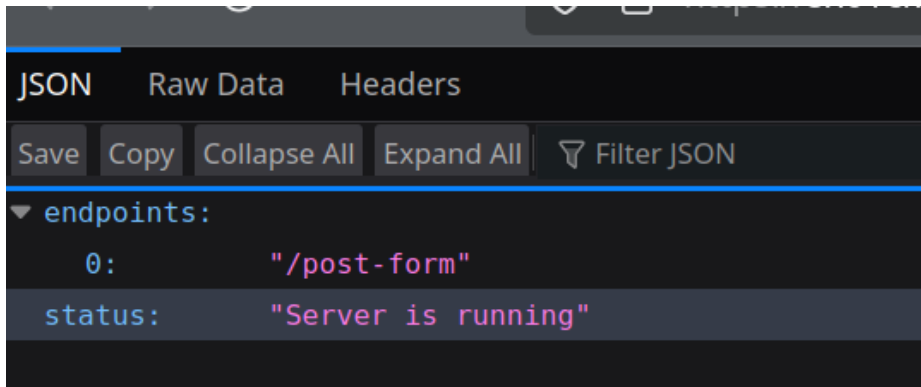 JSON Raw Data Headers
Save Copy Collapse All Expand All Filter JSON
endpoints:
0: "/post-form"
status: "Server is running"